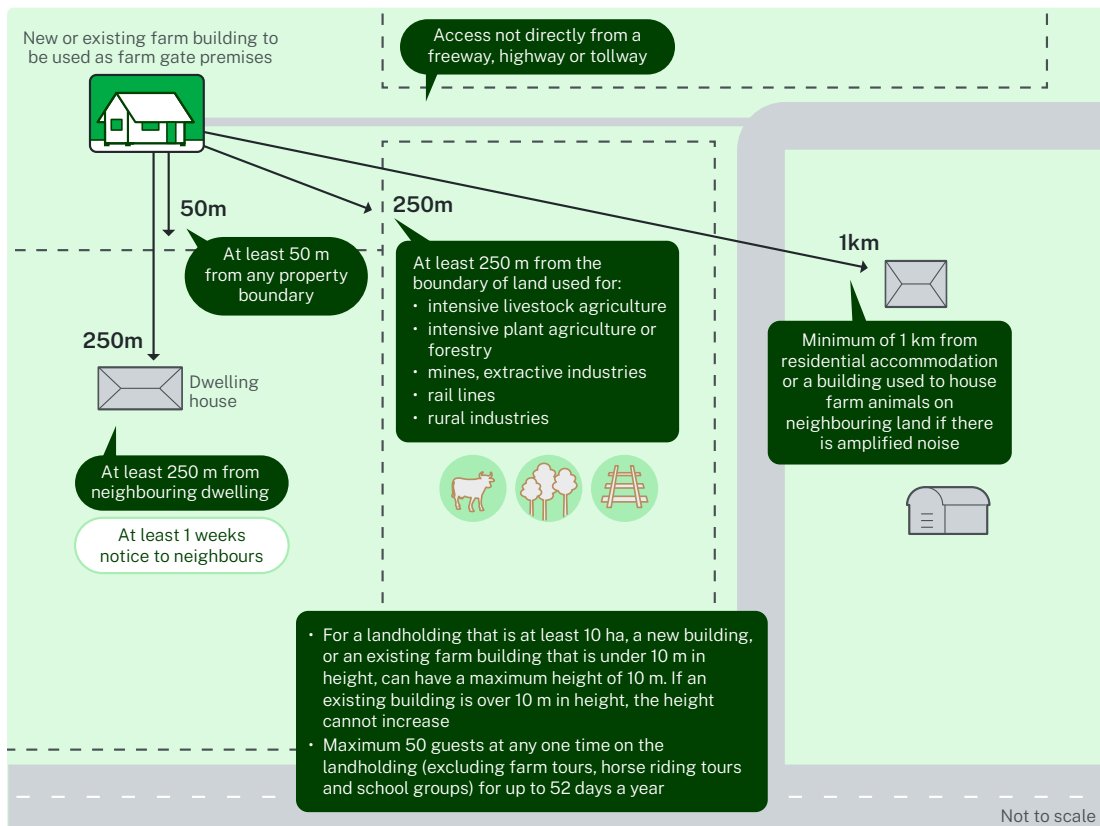 New or existing farm building to
be used as farm gate premises
Access not directly from a
freeway, highway or tollway
50m
At least 50 m
from any property
boundary
250m
At least 250 m from the
boundary of land used for:
• intensive livestock agriculture
• intensive plant agriculture or
forestry
• mines, extractive industries
• rail lines
• rural industries
1km
Minimum of 1 km from
residential accommodation
or a building used to house
farm animals on
neighbouring land if there
is amplified noise
250m
Dwelling
house
At least 250 m from
neighbouring dwelling
At least 1 weeks
notice to neighbours
• For a landholding that is at least 10 ha, a new building,
or an existing farm building that is under 10 m in
height, can have a maximum height of 10 m. If an
existing building is over 10 m in height, the height
cannot increase
• Maximum 50 guests at any one time on the
landholding (excluding farm tours, horse riding tours
and school groups) for up to 52 days a year
Not to scale